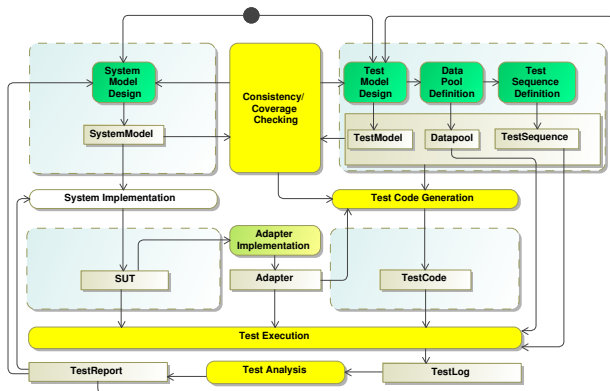 System
Model
Design
Test
Model
Design
Data
Pool
Definition
Test
Sequence
Definition
Consistency/
Coverage
Checking
SystemModel
TestModel
Datapool
TestSequence
System Implementation
Test Code Generation
Adapter
Implementation
SUT
Adapter
TestCode
Test Execution
TestReport
Test Analysis
TestLog